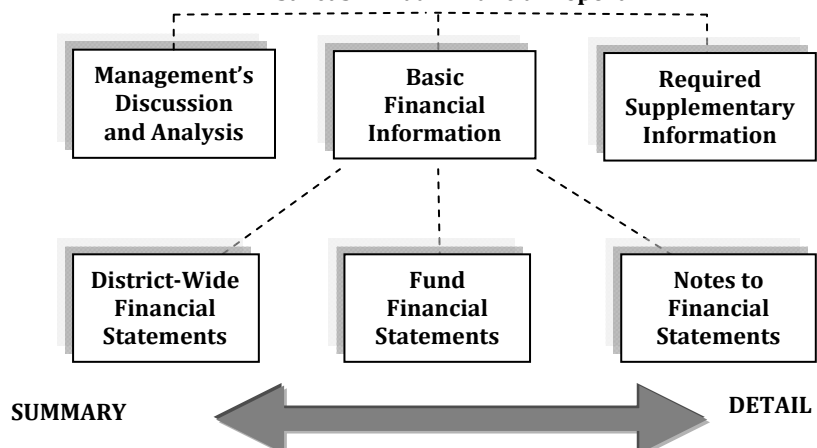 Management's
Discussion
and Analysis
Basic
Financial
Information
Required
Supplementary
Information
District-Wide
Financial
Statements
Fund
Financial
Statements
Notes to
Financial
Statements
SUMMARY
DETAIL